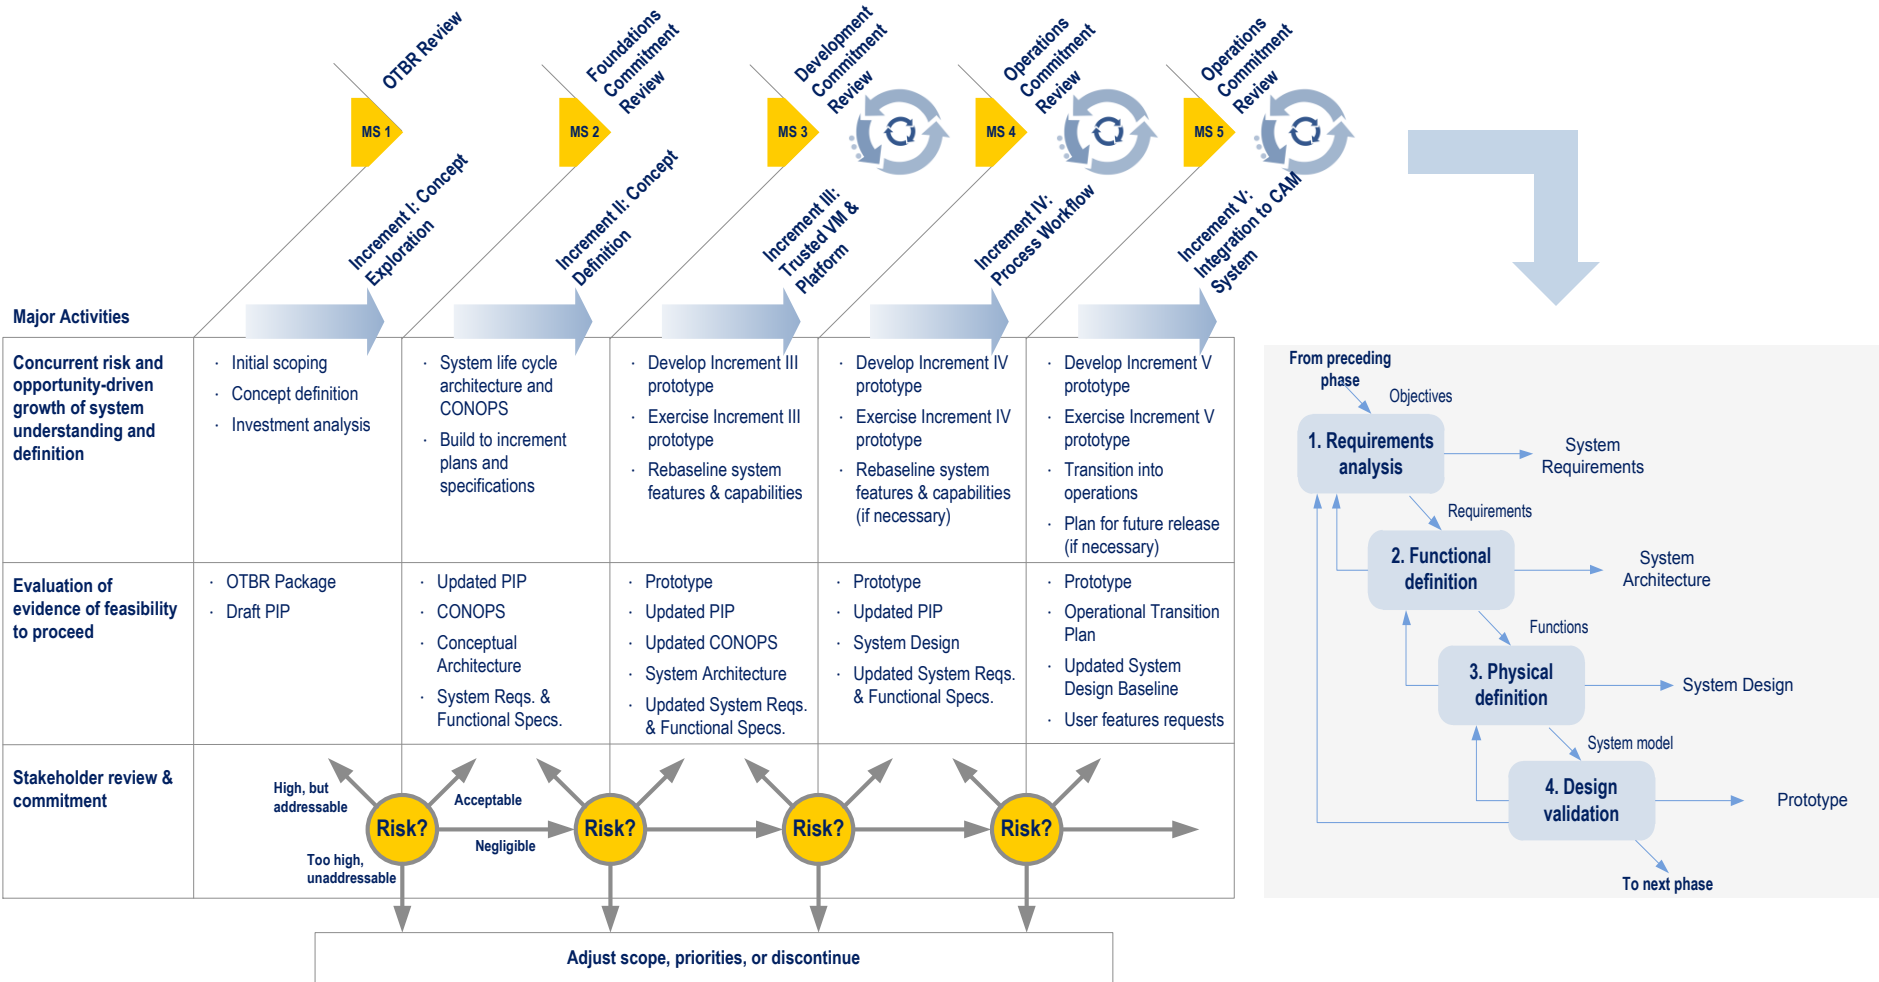 OTBR Review
Foundations
Commitment
Review
Development
Commitment
Review
Operations
Commitment
Review
Operations
Commitment
Review
MS 1
MS 2
MS 3
MS 4
MS 5
Increment I: Concept
Exploration
Increment II: Concept
Definition
Increment III:
Trusted VM &
Platform
Increment IV:
Process Workflow
Increment V:
Integration to CAM
System
Major Activities
Concurrent risk and
opportunity-driven
growth of system
understanding and
definition
· Initial scoping
· Concept definition
· Investment analysis
· System life cycle
architecture and
CONOPS
· Build to increment
plans and
specifications
· Develop Increment III
prototype
· Exercise Increment III
prototype
· Rebaseline system
features & capabilities
· Develop Increment IV
prototype
· Exercise Increment IV
prototype
· Rebaseline system
features & capabilities
(if necessary)
· Develop Increment V
prototype
· Exercise Increment V
prototype
· Transition into
operations
· Plan for future release
(if necessary)
Evaluation of
evidence of feasibility
to proceed
· OTBR Package
· Draft PIP
· Updated PIP
· CONOPS
· Conceptual
Architecture
· System Reqs. &
Functional Specs.
· Prototype
· Updated PIP
· Updated CONOPS
· System Architecture
· Updated System Reqs.
& Functional Specs.
· Prototype
· Updated PIP
· System Design
· Updated System Reqs.
& Functional Specs.
· Prototype
· Operational Transition
Plan
· Updated System
Design Baseline
· User features requests
Stakeholder review &
commitment
High, but
addressable
Acceptable
Risk?
Risk?
Risk?
Risk?
Negligible
Too high,
unaddressable
Adjust scope, priorities, or discontinue
From preceding
phase
Objectives
1. Requirements
analysis
System
Requirements
Requirements
2. Functional
definition
System
Architecture
Functions
3. Physical
definition
System Design
System model
4. Design
validation
Prototype
To next phase